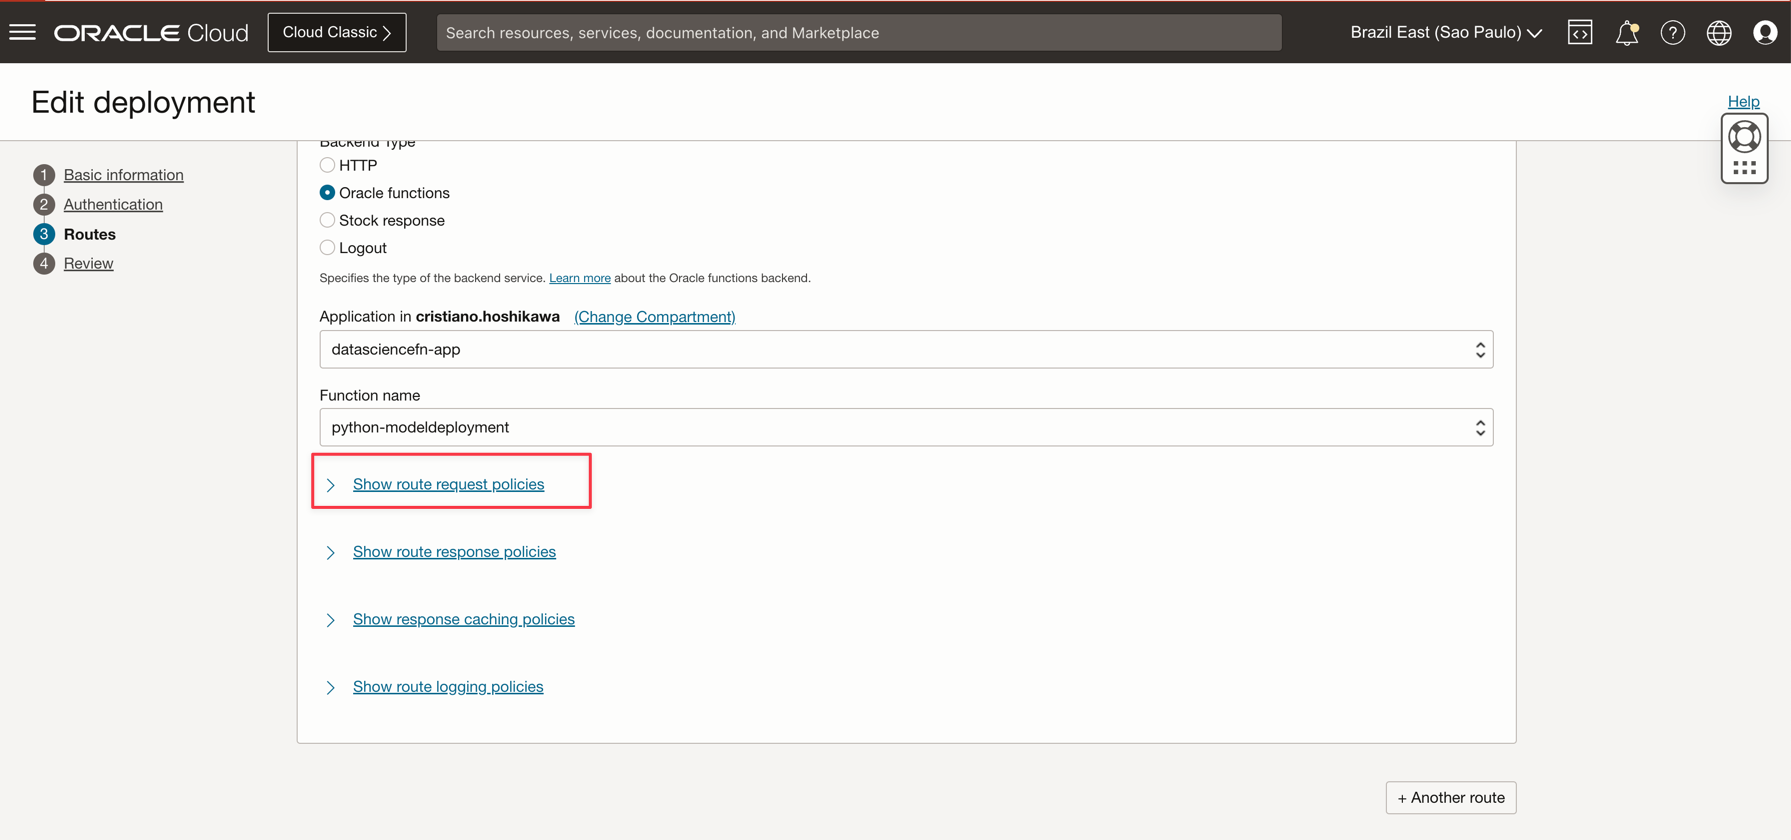 ORACLE Cloud
Cloud Classic
Search resources, services, documentation, and Marketplace
Brazil East (Sao Paulo)
Edit deployment
Help
1 Basic information
2 Authentication
3 Routes
4 Review
Backend Type
HTTP
Oracle functions
Stock response
Logout
Specifies the type of the backend service. Learn more about the Oracle functions backend.
Application in cristiano.hoshikawa (Change Compartment)
datasciencefn-app
Function name
python-modeldeployment
Show route request policies
Show route response policies
Show response caching policies
Show route logging policies
+ Another route